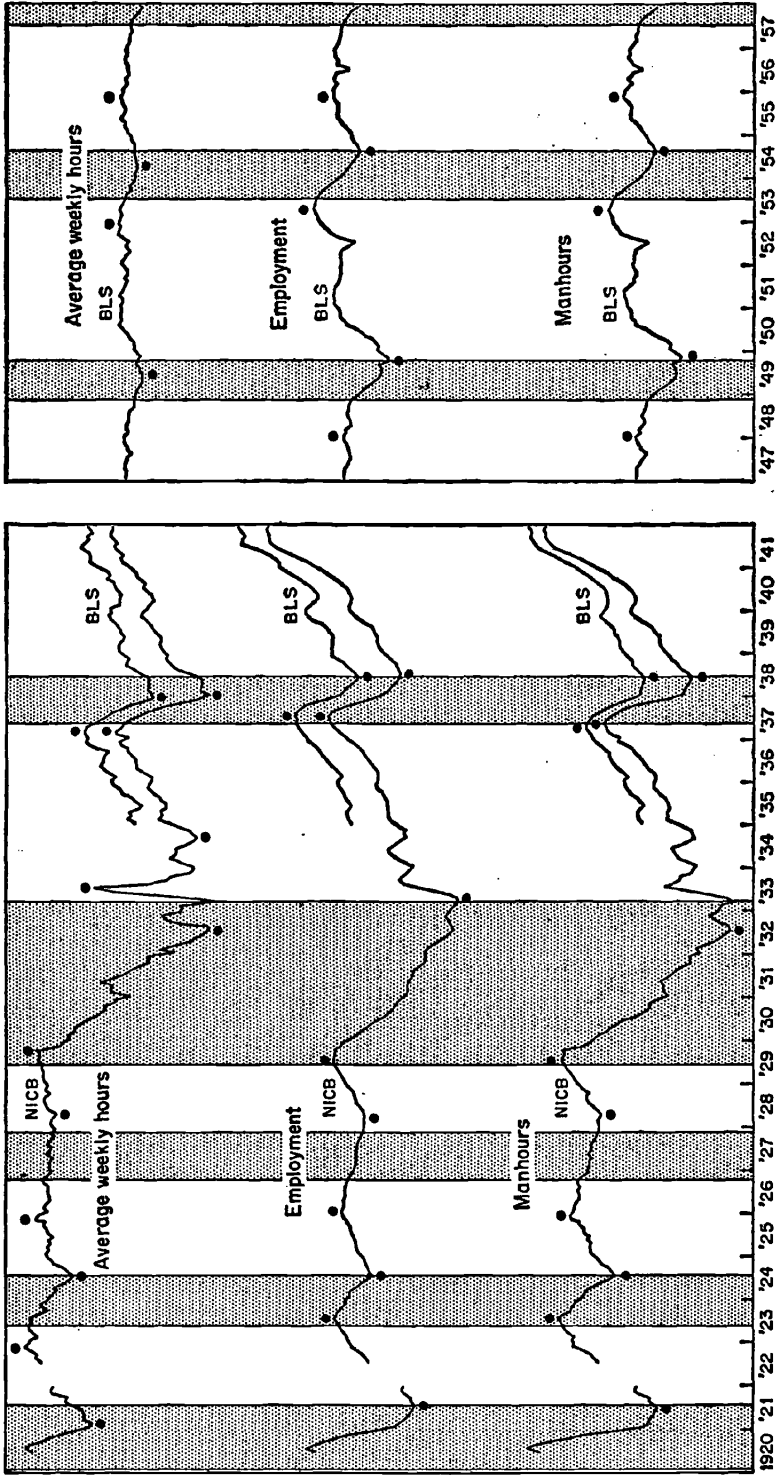 Average weekly hours
NICB
BLS
Employment
NICB
BLS
Manhours
NICB
BLS
1920 '21 '22 '23 '24 '25 '26 '27 '28 '29 '30 '31 '32 '33 '34 '35 '36 '37 '38 '39 '40 '41
Average weekly hours
BLS
Employment
BLS
Manhours
BLS
'47 '48 '49 '50 '51 '52 '53 '54 '55 '56 '57